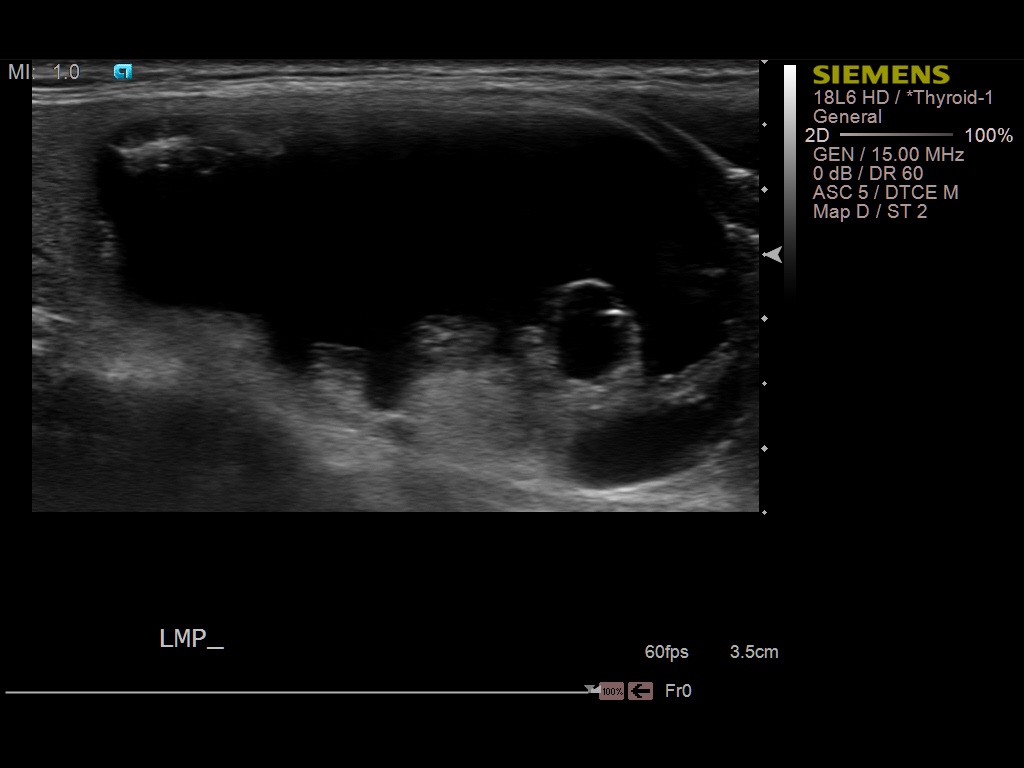 MI: 1.0
SIEMENS
18L6 HD / *Thyroid-1
General
2D 100%
GEN / 15.00 MHz
0 dB / DR 60
ASC 5 / DTCE M
Map D / ST 2
LMP_
60fps 3.5cm
100% Fr0